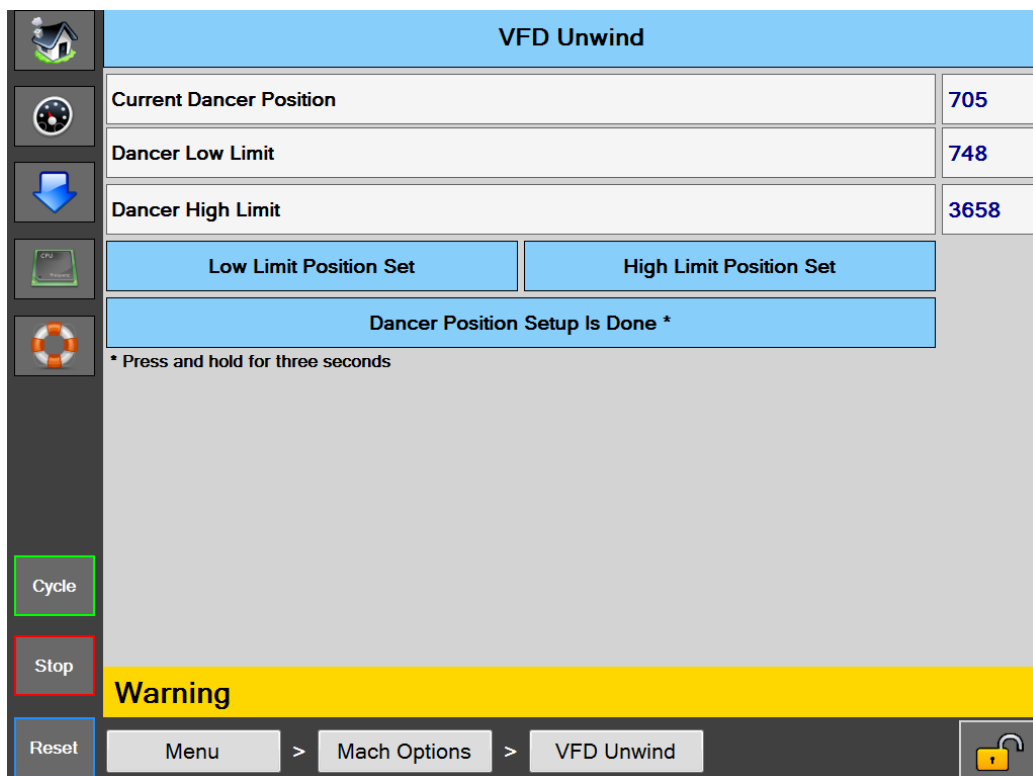 VFD Unwind
Current Dancer Position 705
Dancer Low Limit 748
Dancer High Limit 3658
CPU
Low Limit Position Set High Limit Position Set
Dancer Position Setup Is Done *
* Press and hold for three seconds
Cycle
Stop
Warning
Reset Menu > Mach Options > VFD Unwind